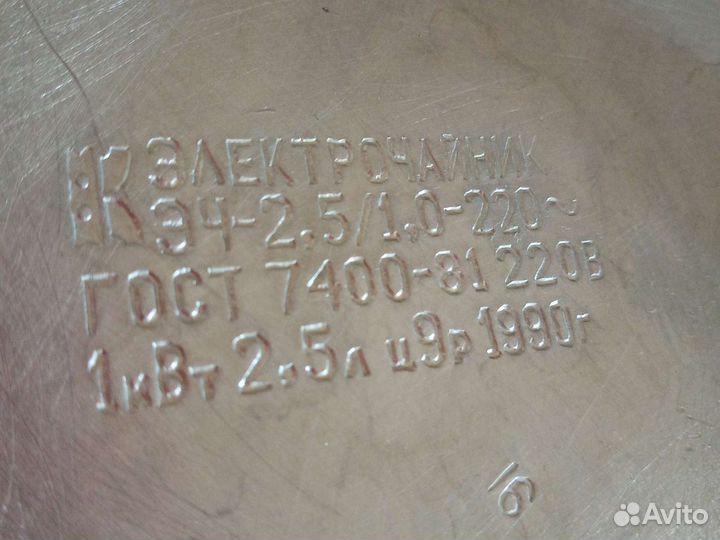 ЭЛЕКТРОЧАЙНИК
ЭЧ-2,5/1,0-220~
ГОСТ 7400-81 220В
1кВт 2.5л ц9р 1990г
Avito